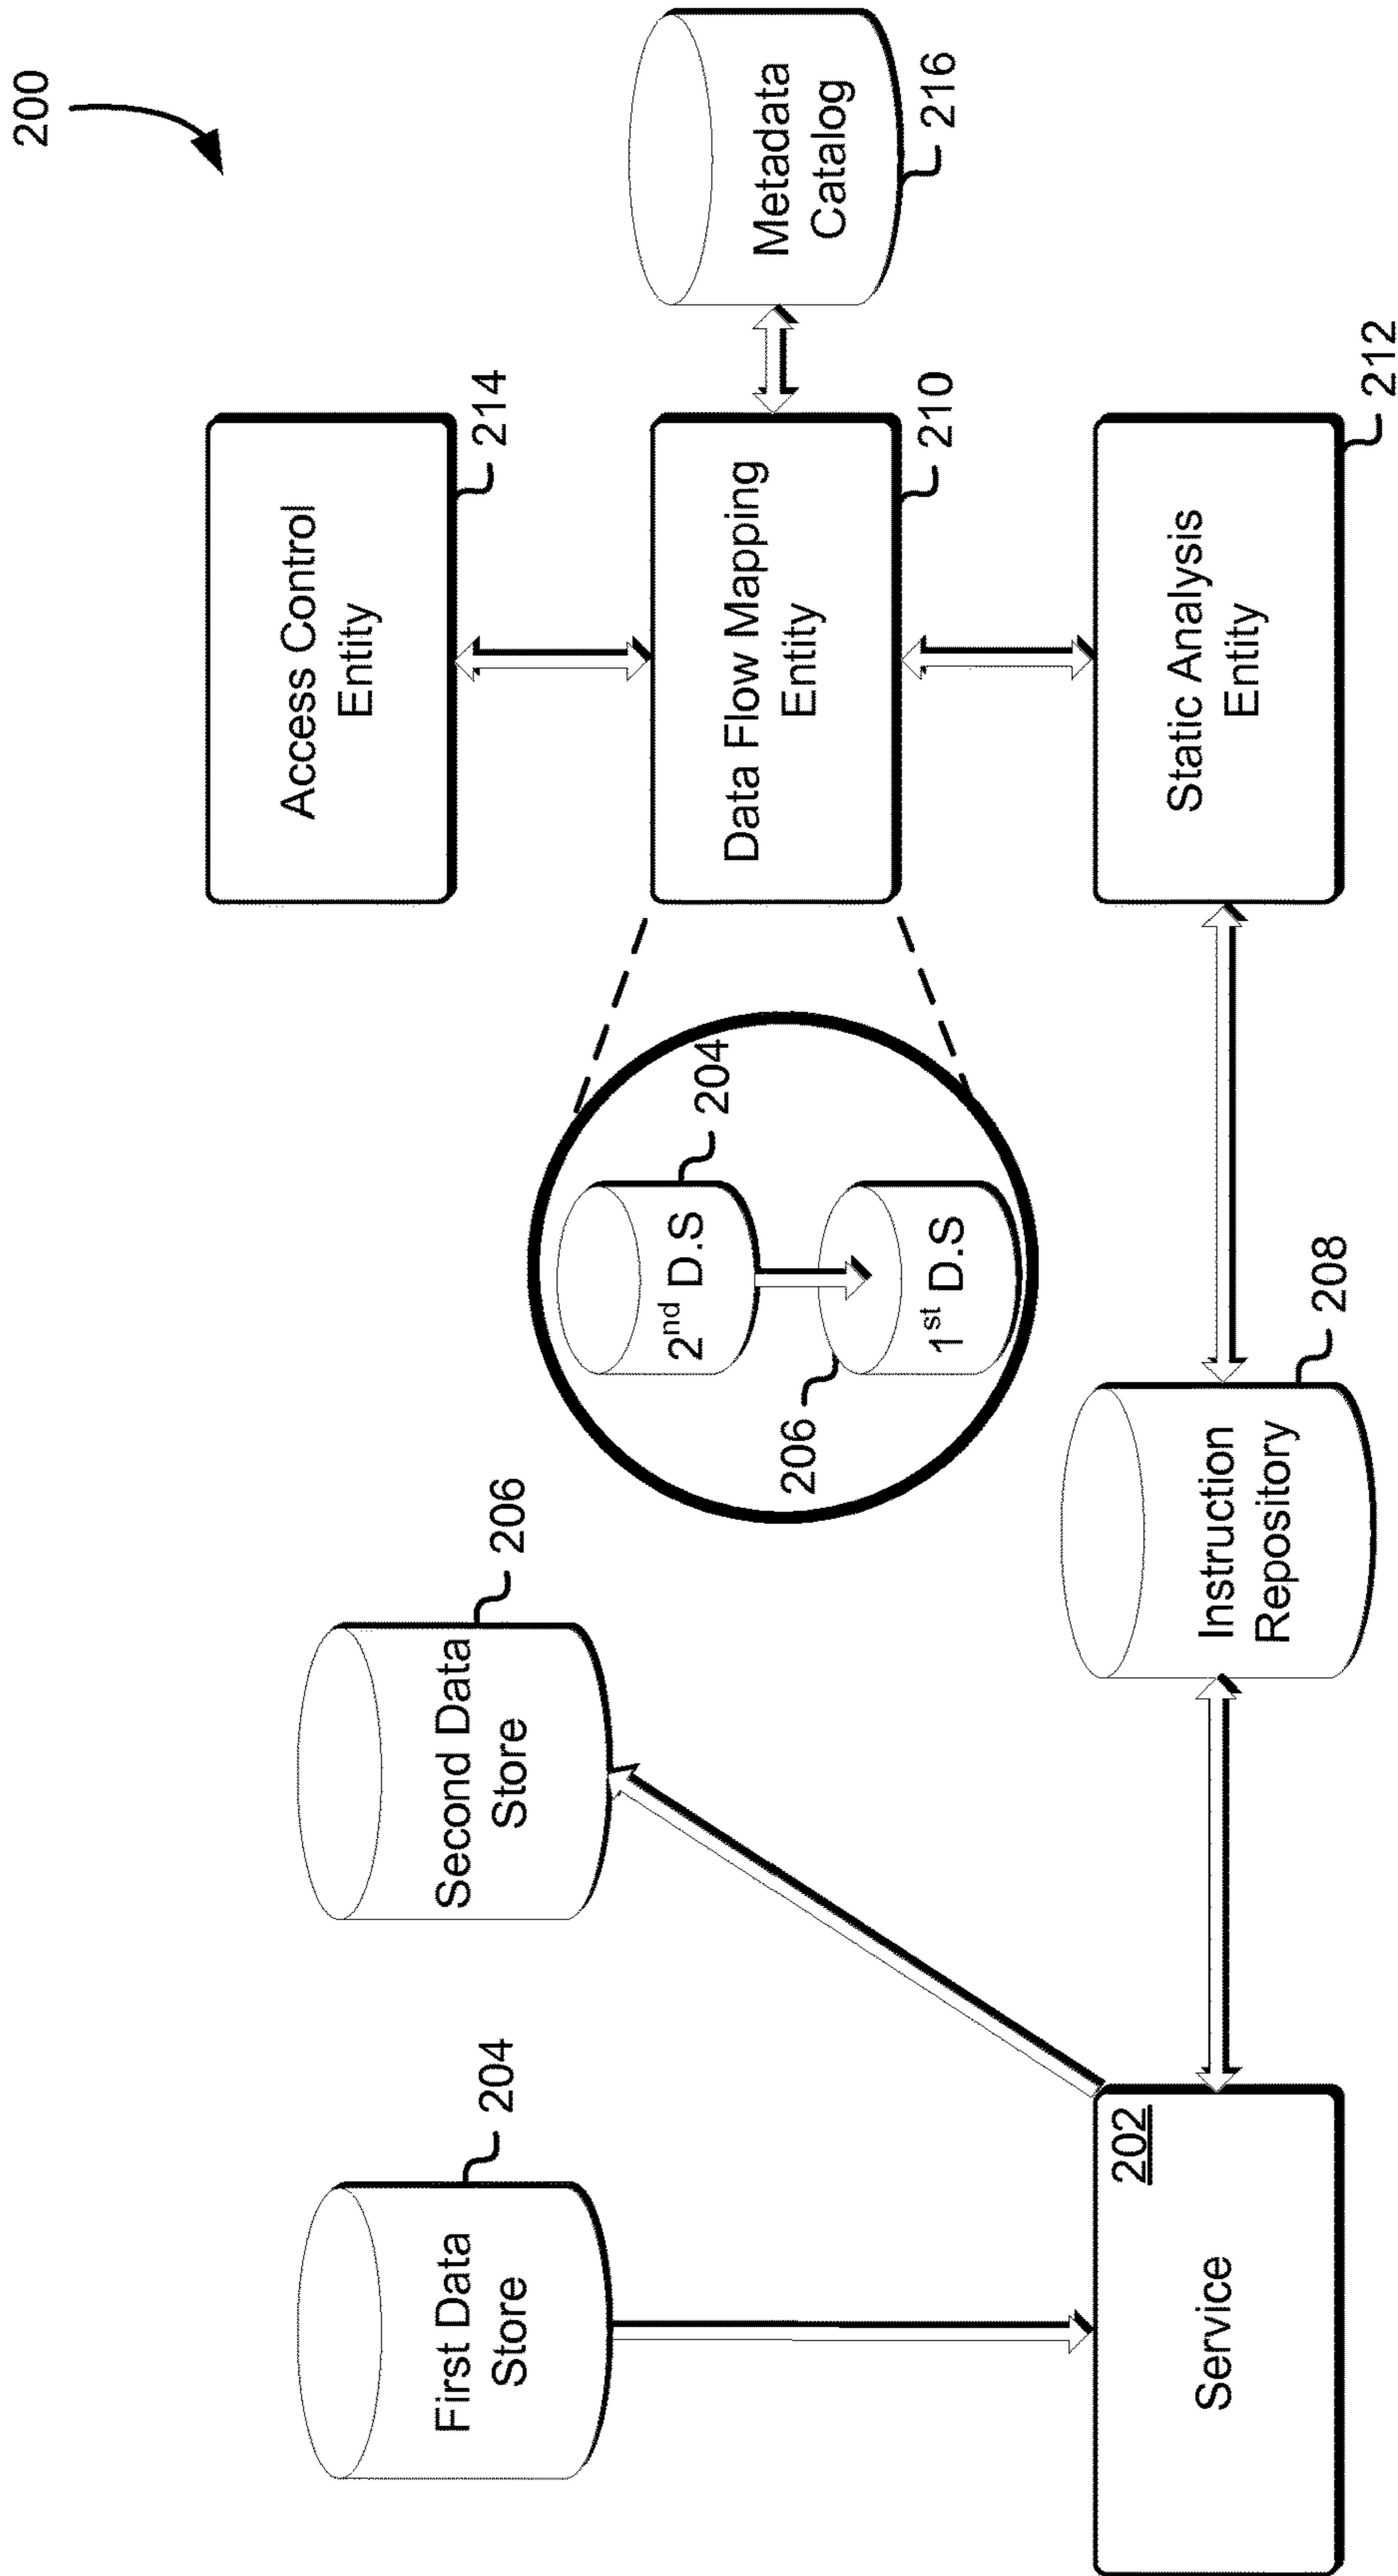 200
First Data
Store
204
Second Data
Store
206
Access Control
Entity
214
2nd D.S
204
206
1st D.S
Data Flow Mapping
Entity
210
Metadata
Catalog
216
202
Service
Instruction
Repository
208
Static Analysis
Entity
212